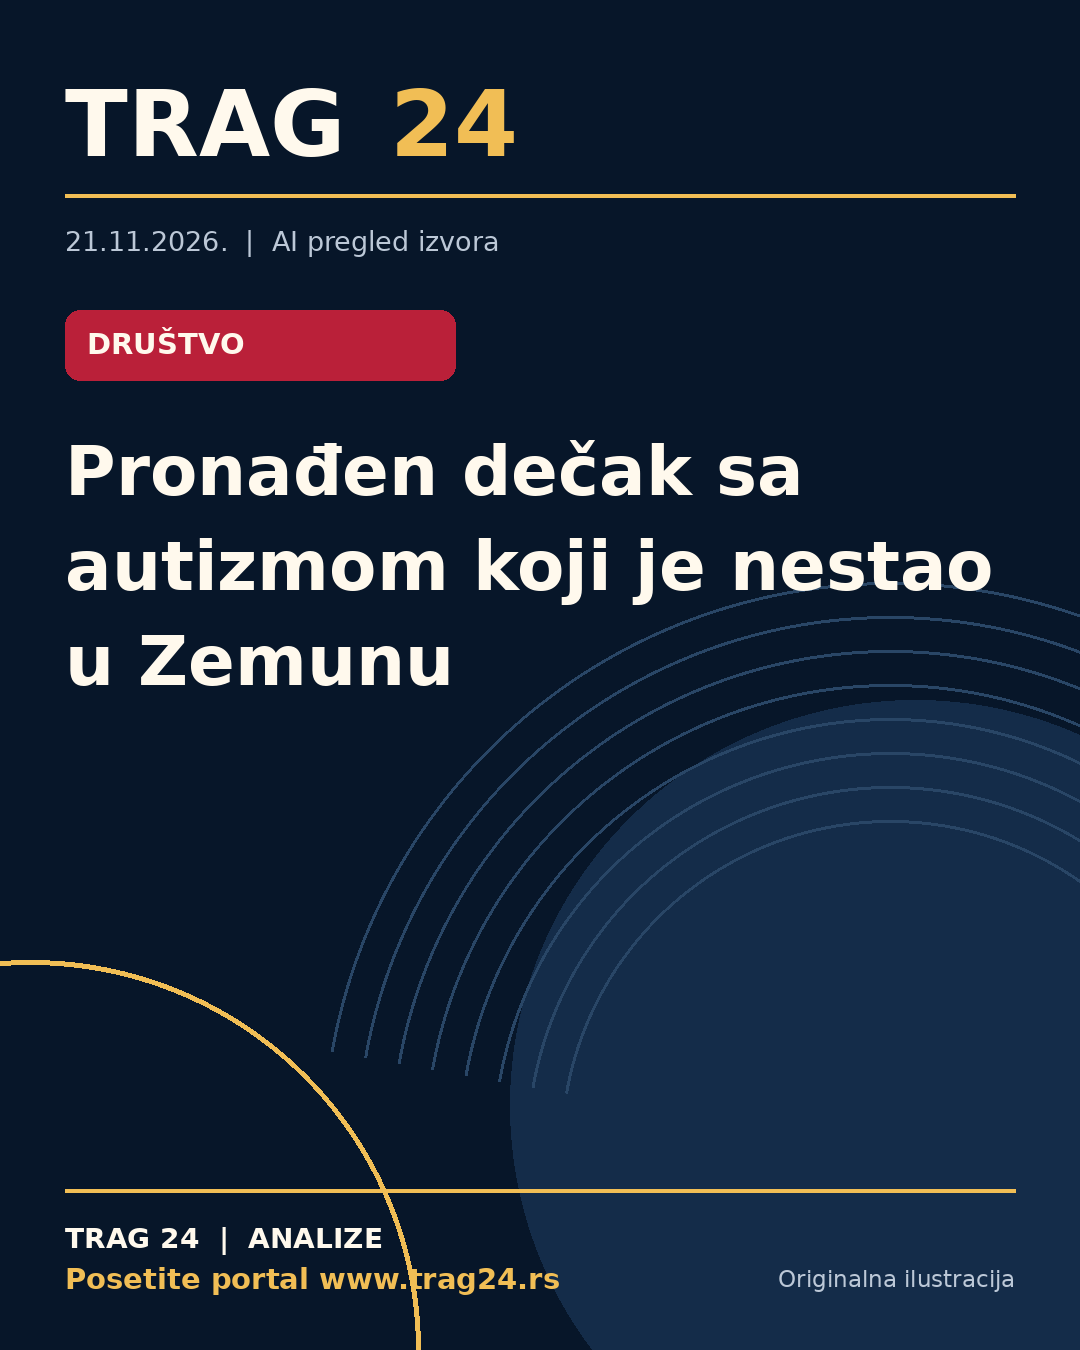 TRAG 24
21.11.2026. | AI pregled izvora
DRUŠTVO
Pronađen dečak sa
autizmom koji je nestao
u Zemunu
TRAG 24 | ANALIZE
Posetite portal www.trag24.rs
Originalna ilustracija